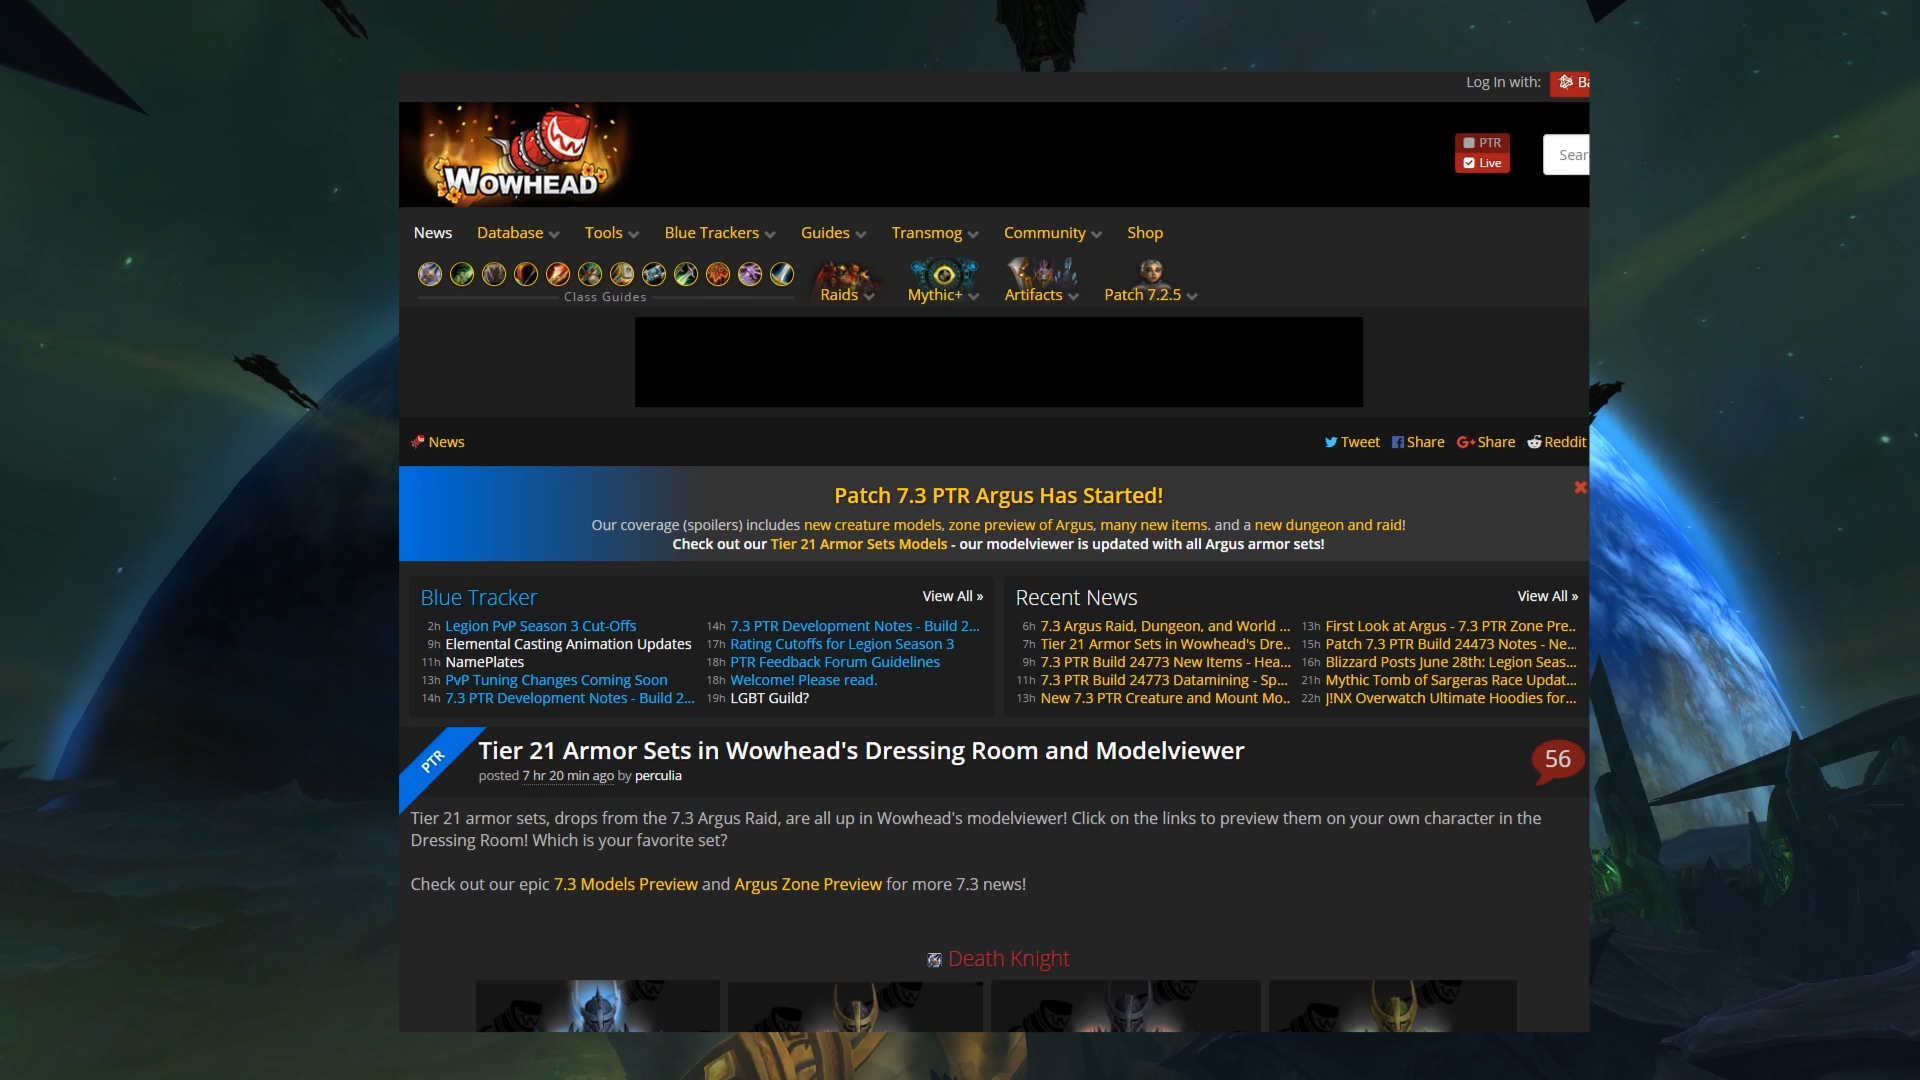 Log In with: Ba
WOWHEAD
PTR
Live
Sear
News Database Tools Blue Trackers Guides Transmog Community Shop
Class Guides Raids Mythic+ Artifacts Patch 7.2.5
News Tweet Share G+ Share Reddit
Patch 7.3 PTR Argus Has Started!
Our coverage (spoilers) includes new creature models, zone preview of Argus, many new items. and a new dungeon and raid!
Check out our Tier 21 Armor Sets Models - our modelviewer is updated with all Argus armor sets!
Blue Tracker View All »
2h Legion PvP Season 3 Cut-Offs
9h Elemental Casting Animation Updates
11h NamePlates
13h PvP Tuning Changes Coming Soon
14h 7.3 PTR Development Notes - Build 2...
14h 7.3 PTR Development Notes - Build 2...
17h Rating Cutoffs for Legion Season 3
18h PTR Feedback Forum Guidelines
18h Welcome! Please read.
19h LGBT Guild?
Recent News View All »
6h 7.3 Argus Raid, Dungeon, and World ...
7h Tier 21 Armor Sets in Wowhead's Dre...
9h 7.3 PTR Build 24773 New Items - Hea...
11h 7.3 PTR Build 24773 Datamining - Sp...
13h New 7.3 PTR Creature and Mount Mo..
13h First Look at Argus - 7.3 PTR Zone Pre..
15h Patch 7.3 PTR Build 24473 Notes - Ne...
16h Blizzard Posts June 28th: Legion Seas...
21h Mythic Tomb of Sargeras Race Updat...
22h J!NX Overwatch Ultimate Hoodies for...
PTR
Tier 21 Armor Sets in Wowhead's Dressing Room and Modelviewer
posted 7 hr 20 min ago by perculia
56
Tier 21 armor sets, drops from the 7.3 Argus Raid, are all up in Wowhead's modelviewer! Click on the links to preview them on your own character in the
Dressing Room! Which is your favorite set?
Check out our epic 7.3 Models Preview and Argus Zone Preview for more 7.3 news!
Death Knight